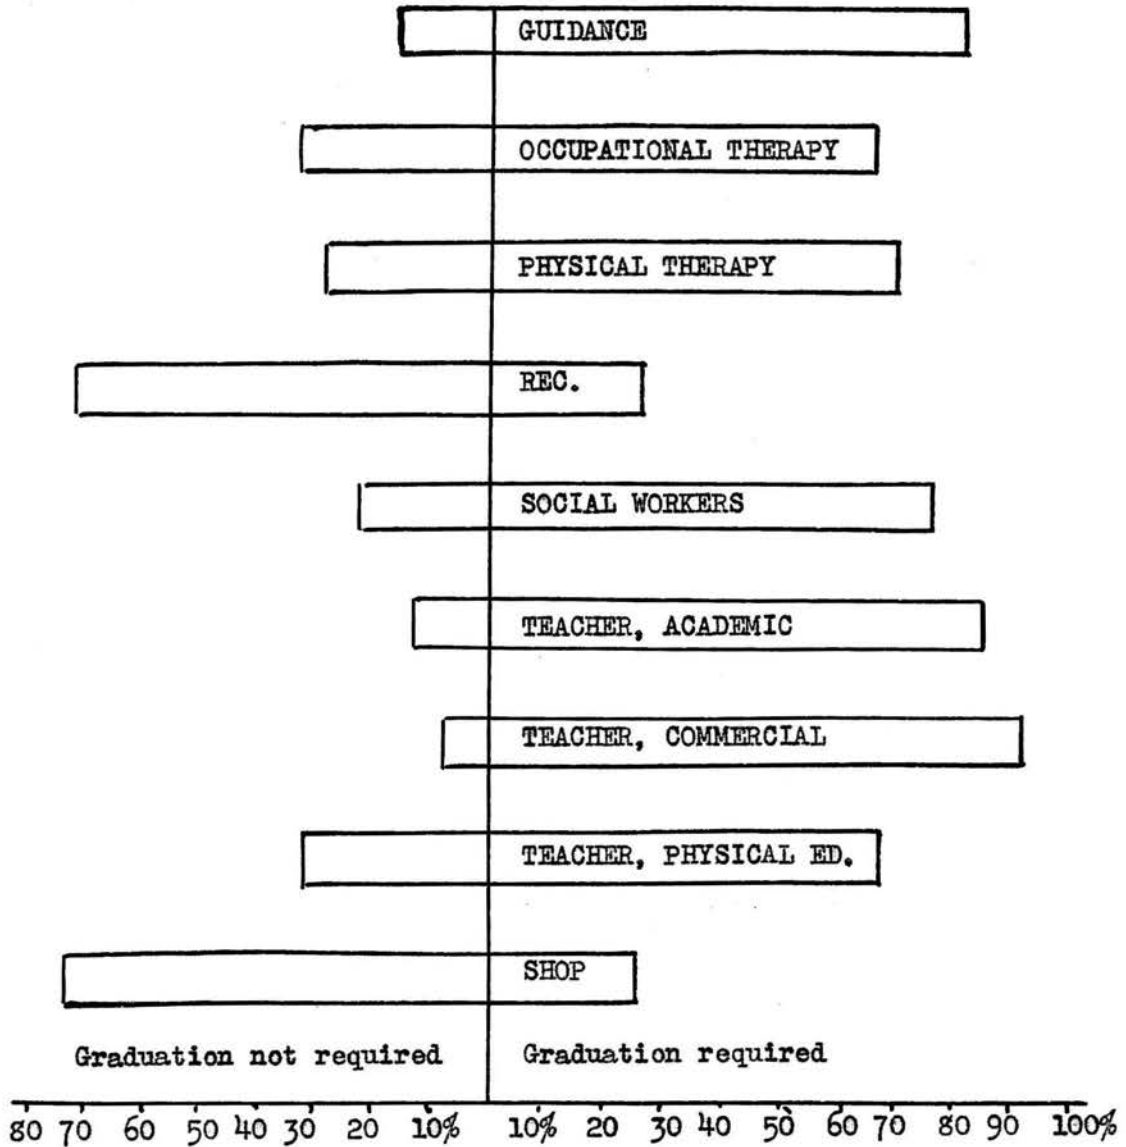 GUIDANCE
OCCUPATIONAL THERAPY
PHYSICAL THERAPY
REC.
SOCIAL WORKERS
TEACHER, ACADEMIC
TEACHER, COMMERCIAL
TEACHER, PHYSICAL ED.
SHOP
Graduation not required Graduation required
80 70 60 50 40 30 20 10% 10% 20 30 40 50 60 70 80 90 100%